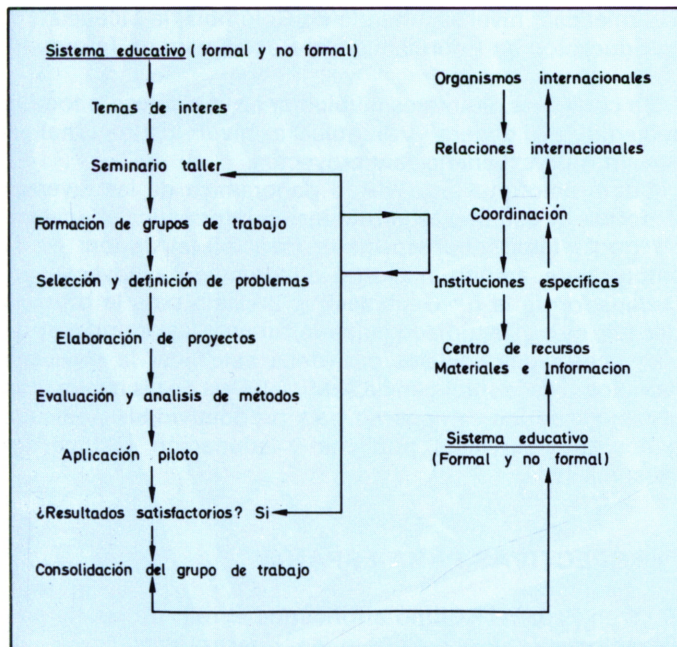 Sistema educativo ( formal y no formal)
Temas de interes
Seminario taller
Formación de grupos de trabajo
Selección y definición de problemas
Elaboración de proyectos
Evaluación y analisis de métodos
Aplicación piloto
¿Resultados satisfactorios? Si
Consolidación del grupo de trabajo
Organismos internacionales
Relaciones internacionales
Coordinación
Instituciones especificas
Centro de recursos
Materiales e Informacion
Sistema educativo
(Formal y no formal)